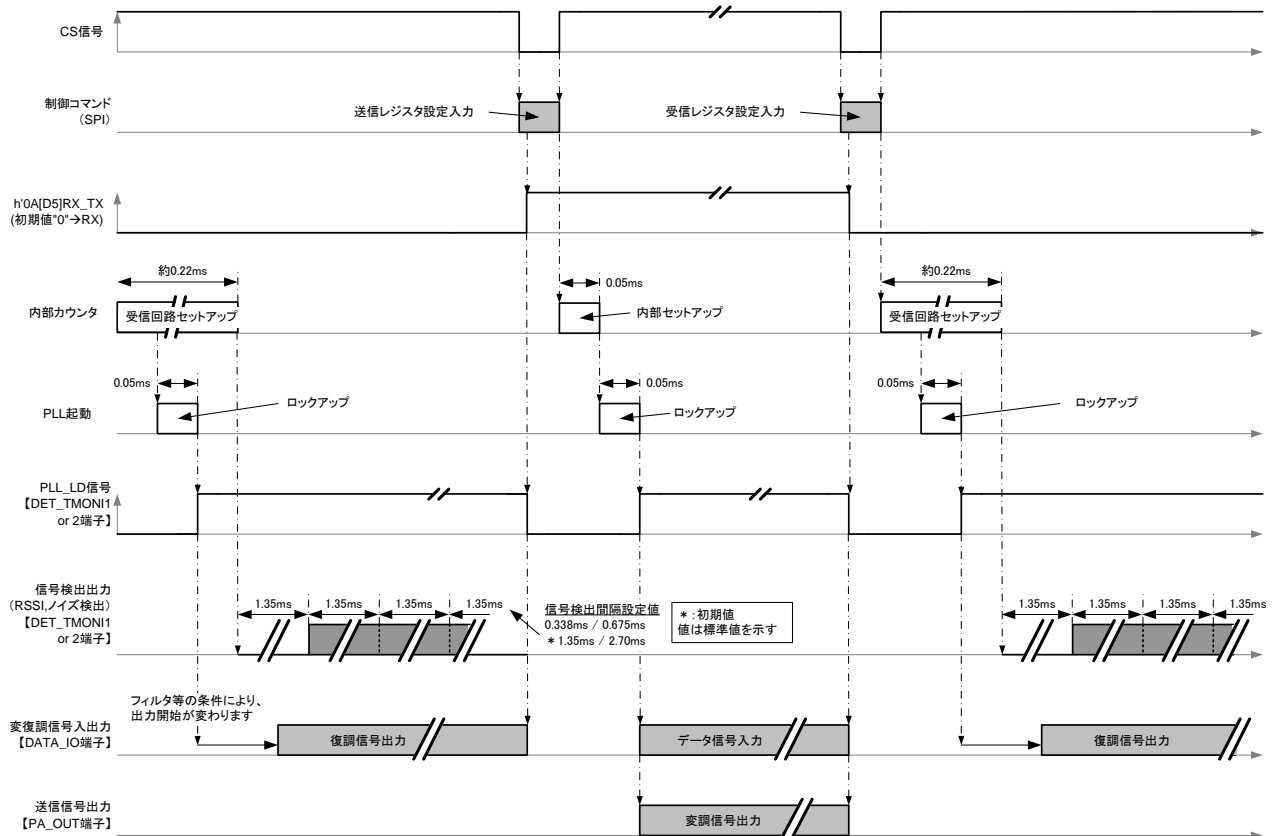 CS信号
制御コマンド
(SPI)
送信レジスタ設定入力
受信レジスタ設定入力
h'0A[D5]RX_TX
(初期値"0"→RX)
約0.22ms
0.05ms
約0.22ms
内部カウンタ
受信回路セットアップ
内部セットアップ
受信回路セットアップ
0.05ms
0.05ms
0.05ms
PLL起動
ロックアップ
ロックアップ
ロックアップ
PLL_LD信号
【DET_TMONI1
or 2端子】
信号検出出力
(RSSI,ノイズ検出)
【DET_TMONI1
or 2端子】
1.35ms
1.35ms
1.35ms
1.35ms
信号検出間隔設定値
0.338ms / 0.675ms
* 1.35ms / 2.70ms
* :初期値
値は標準値を示す
1.35ms
1.35ms
1.35ms
1.35ms
フィルタ等の条件により、
出力開始が変わります
変復調信号入出力
【DATA_IO端子】
復調信号出力
データ信号入力
復調信号出力
送信信号出力
【PA_OUT端子】
変調信号出力